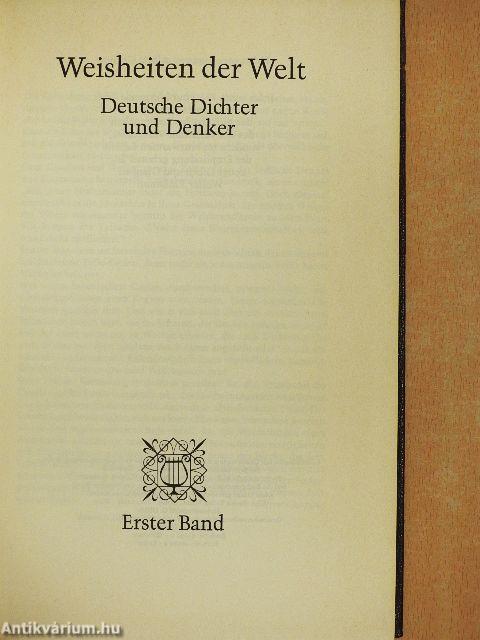 Weisheiten der Welt
Deutsche Dichter
und Denker
Erster Band
Antikvárium.hu